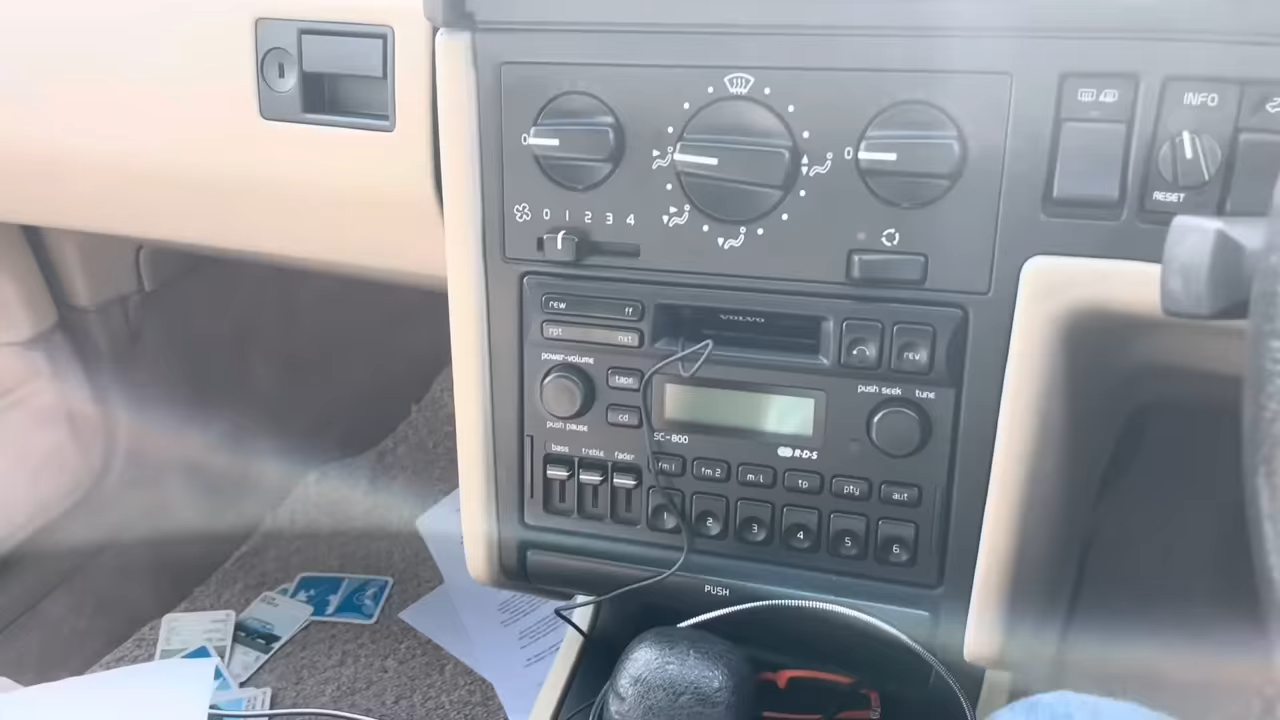 INFO
RESET
0
0
0 1 2 3 4
rew ff
rpt nxt
VOLVO
rev
power-volume
tape
push pause
cd
push seek tune
SC-800
R·D·S
bass treble fader
fm 1 fm 2 m/l tp pty aut
1 2 3 4 5 6
PUSH